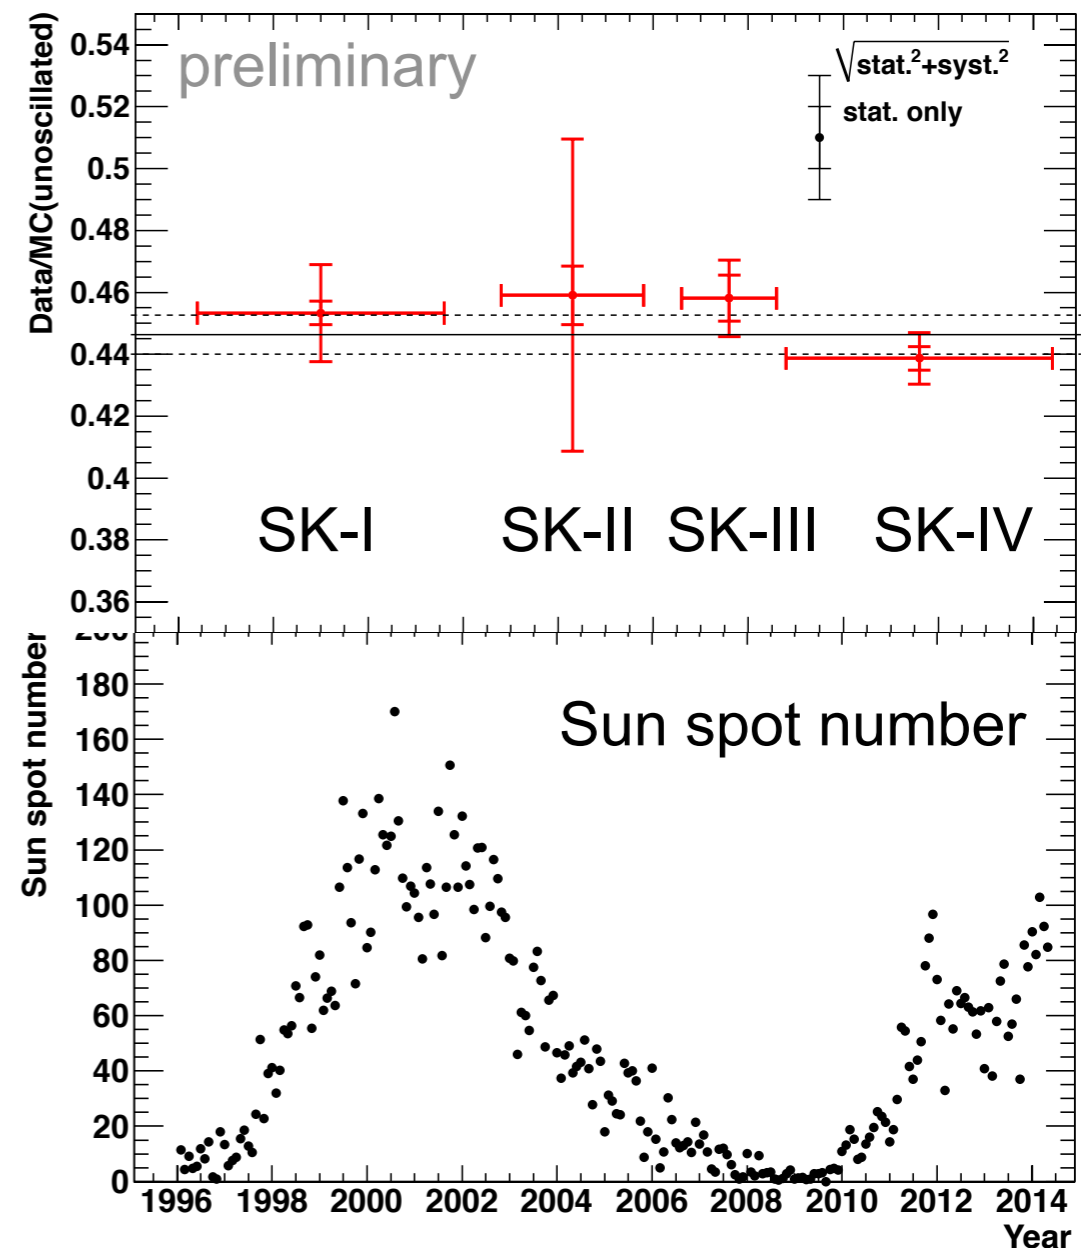 preliminary
√stat.²+syst.²
stat. only
Data/MC(unoscillated)
0.54
0.52
0.5
0.48
0.46
0.44
0.42
0.4
0.38
0.36
SK-I SK-II SK-III SK-IV
Sun spot number
Sun spot number
200
180
160
140
120
100
80
60
40
20
0
1996 1998 2000 2002 2004 2006 2008 2010 2012 2014
Year